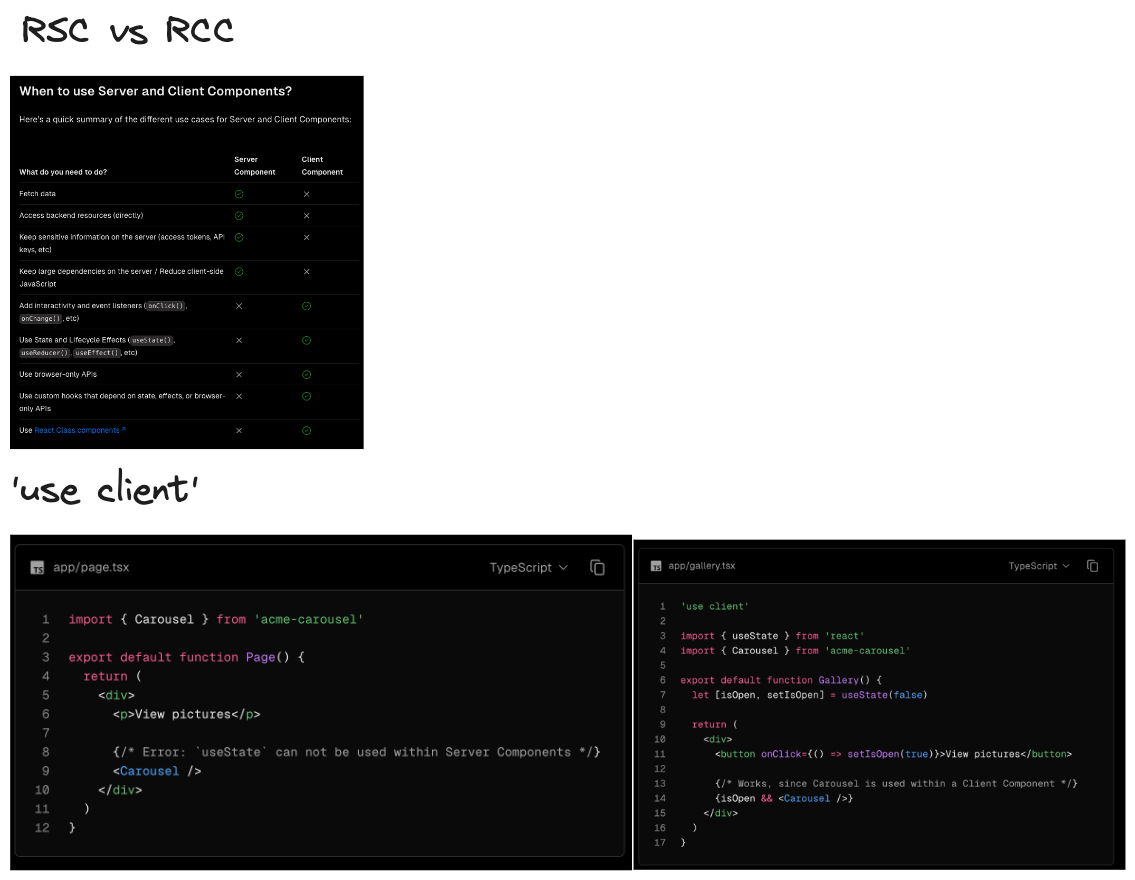 RSC vs RCC
When to use Server and Client Components?
Here's a quick summary of the different use cases for Server and Client Components:
What do you need to do? Server Component Client Component
Fetch data
Access backend resources (directly)
Keep sensitive information on the server (access tokens, API
keys, etc)
Keep large dependencies on the server / Reduce client-side
JavaScript
Add interactivity and event listeners (onClick(),
onChange(), etc)
Use State and Lifecycle Effects (useState(),
useReducer(), useEffect(), etc)
Use browser-only APIs
Use custom hooks that depend on state, effects, or browser-
only APIs
Use React Class components ↗
'use client'
TS app/page.tsx TypeScript
1 import { Carousel } from 'acme-carousel'
2
3 export default function Page() {
4 return (
5 <div>
6 <p>View pictures</p>
7
8 {/* Error: `useState` can not be used within Server Components */}
9 <Carousel />
10 </div>
11 )
12 }
TS app/gallery.tsx TypeScript
1 'use client'
2
3 import { useState } from 'react'
4 import { Carousel } from 'acme-carousel'
5
6 export default function Gallery() {
7 let [isOpen, setIsOpen] = useState(false)
8
9 return (
10 <div>
11 <button onClick={() => setIsOpen(true)}>View pictures</button>
12
13 {/* Works, since Carousel is used within a Client Component */}
14 {isOpen && <Carousel />}
15 </div>
16 )
17 }